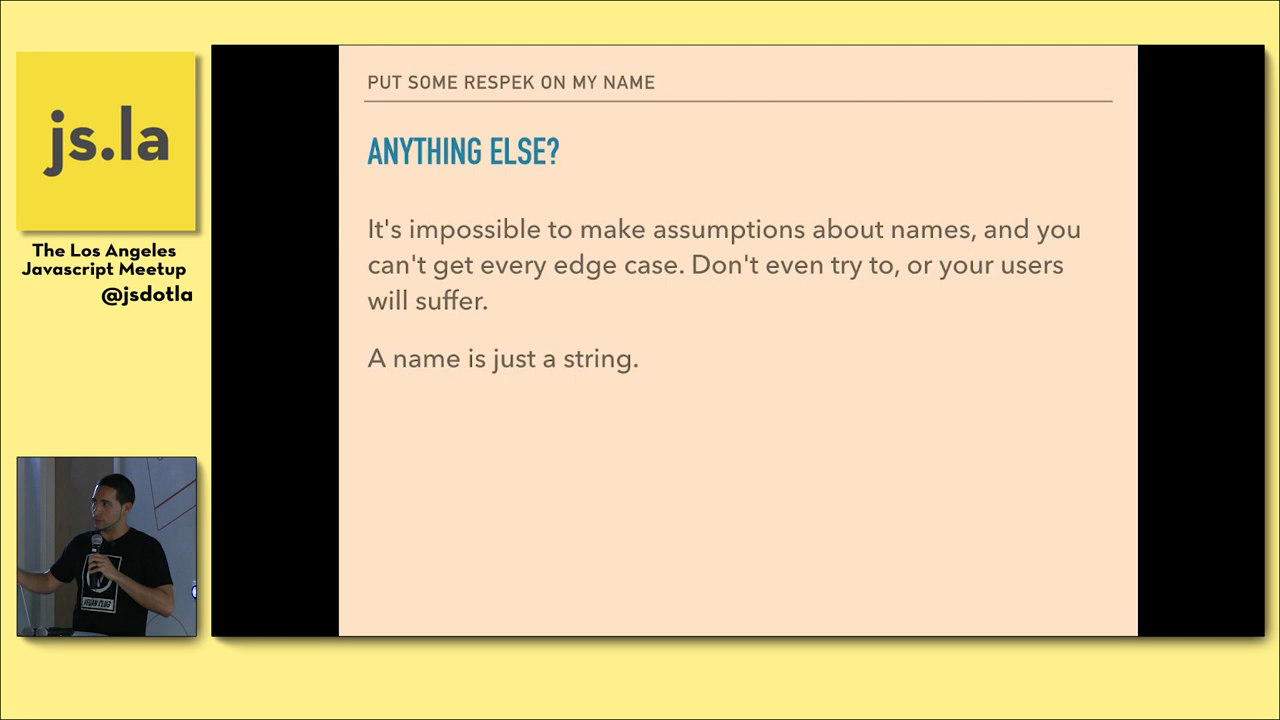 js.la
The Los Angeles
Javascript Meetup
@jsdotla
PUT SOME RESPEK ON MY NAME
ANYTHING ELSE?
It's impossible to make assumptions about names, and you
can't get every edge case. Don't even try to, or your users
will suffer.
A name is just a string.
VEGAN CLUB